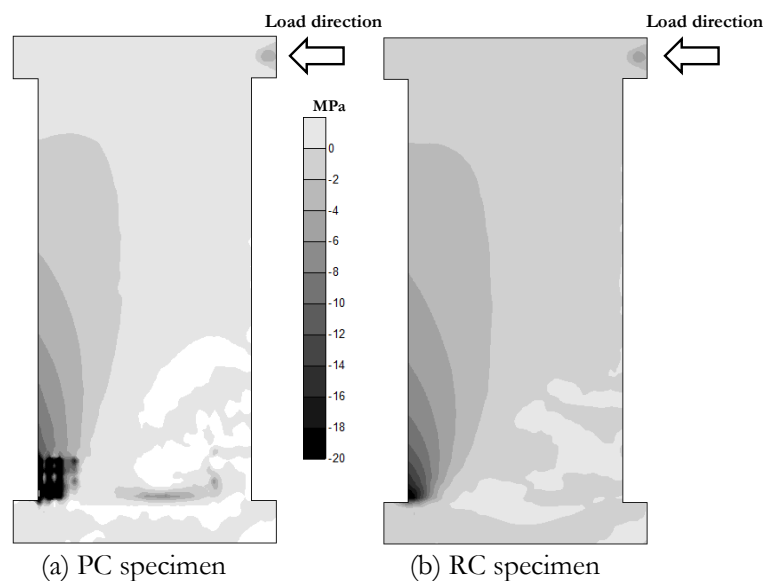 Load direction
Load direction
MPa
0
-2
-4
-6
-8
-10
-12
-14
-16
-18
-20
(a) PC specimen
(b) RC specimen